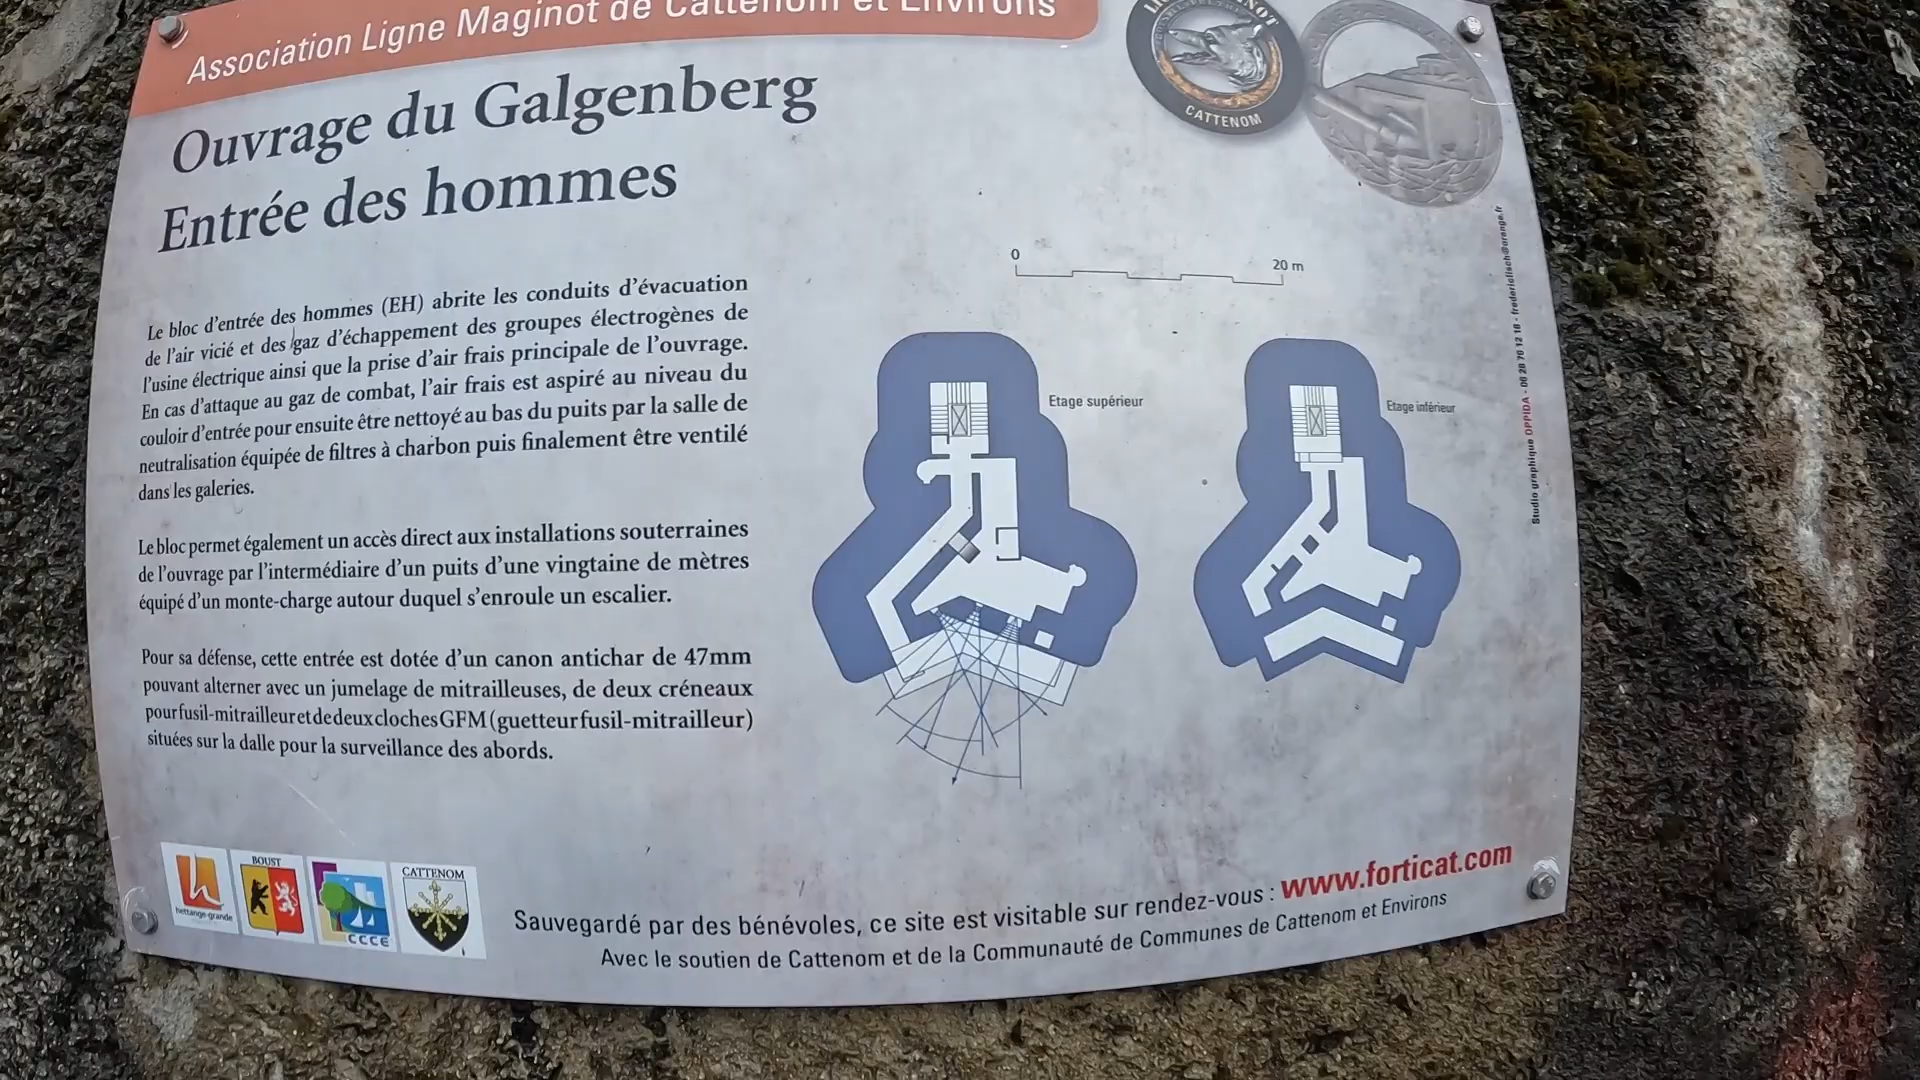 Association Ligne Maginot de Cattenom et Environs
CATTENOM
Ouvrage du Galgenberg
Entrée des hommes
Le bloc d'entrée des hommes (EH) abrite les conduits d'évacuation
de l'air vicié et des gaz d'échappement des groupes électrogènes de
l'usine électrique ainsi que la prise d'air frais principale de l'ouvrage.
En cas d'attaque au gaz de combat, l'air frais est aspiré au niveau du
couloir d'entrée pour ensuite être nettoyé au bas du puits par la salle de
neutralisation équipée de filtres à charbon puis finalement être ventilé
dans les galeries.
Le bloc permet également un accès direct aux installations souterraines
de l'ouvrage par l'intermédiaire d'un puits d'une vingtaine de mètres
équipé d'un monte-charge autour duquel s'enroule un escalier.
Pour sa défense, cette entrée est dotée d'un canon antichar de 47mm
pouvant alterner avec un jumelage de mitrailleuses, de deux créneaux
pour fusil-mitrailleur et de deux cloches GFM (guetteur fusil-mitrailleur)
situées sur la dalle pour la surveillance des abords.
0 20 m
Etage supérieur
Etage inférieur
Studio graphique OPPIDA - 06 20 70 12 18 -
hettange-grande
BOUST
CCCE
CATTENOM
Sauvegardé par des bénévoles, ce site est visitable sur rendez-vous : www.forticat.com
Avec le soutien de Cattenom et de la Communauté de Communes de Cattenom et Environs